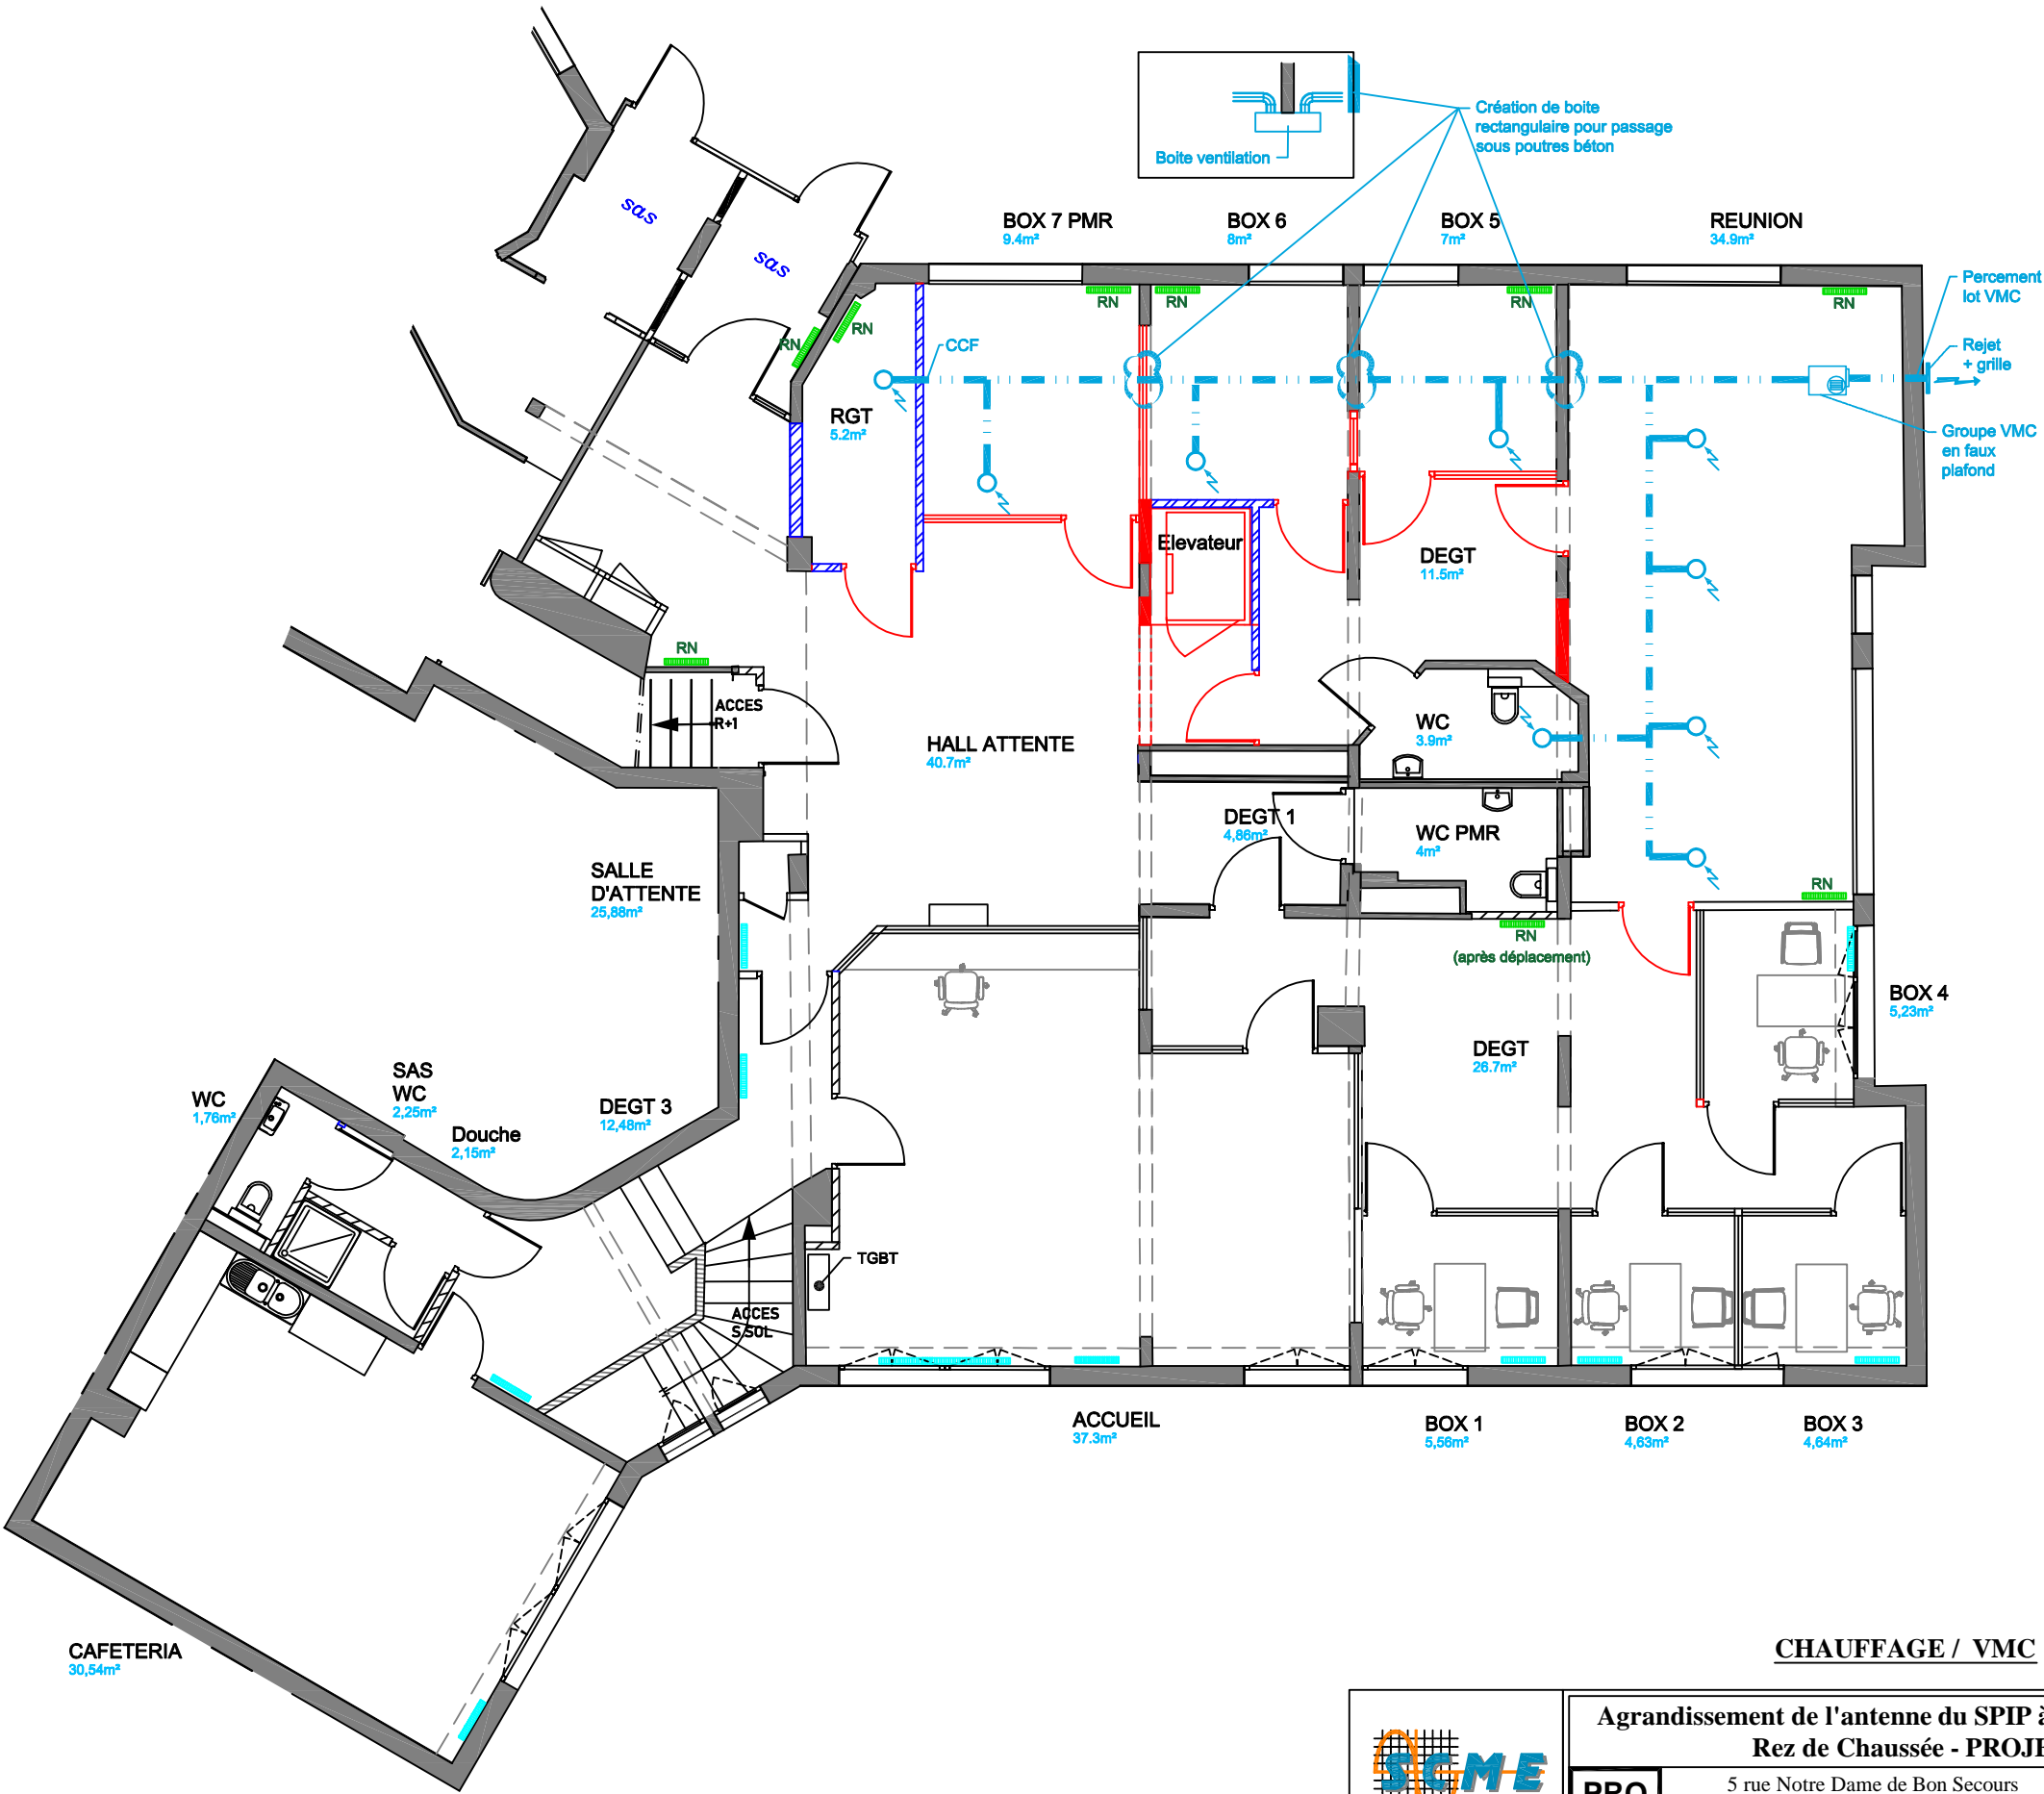 Création de boite
rectangulaire pour passage
sous poutres béton
Boite ventilation
sas
sas
BOX 7 PMR
9.4m²
BOX 6
8m²
BOX 5
7m²
REUNION
34.9m²
Percement
lot VMC
RN
RN
RN
RN
RN
RN
CCF
Rejet
+ grille
RGT
5.2m²
Groupe VMC
en faux
plafond
Elevateur
DEGT
11.5m²
RN
ACCES
R+1
WC
3.9m²
HALL ATTENTE
40.7m²
DEGT 1
4,86m²
WC PMR
4m²
SALLE
D'ATTENTE
25,88m²
RN
RN
(après déplacement)
BOX 4
5,23m²
DEGT
26.7m²
SAS
WC
2,25m²
WC
1,76m²
DEGT 3
12,48m²
Douche
2,15m²
TGBT
ACCES
S.SOL
ACCUEIL
37.3m²
BOX 1
5,56m²
BOX 2
4,63m²
BOX 3
4,64m²
CAFETERIA
30,54m²
CHAUFFAGE / VMC
Agrandissement de l'antenne du SPIP à
Rez de Chaussée - PROJE
SCME
PRO
5 rue Notre Dame de Bon Secours